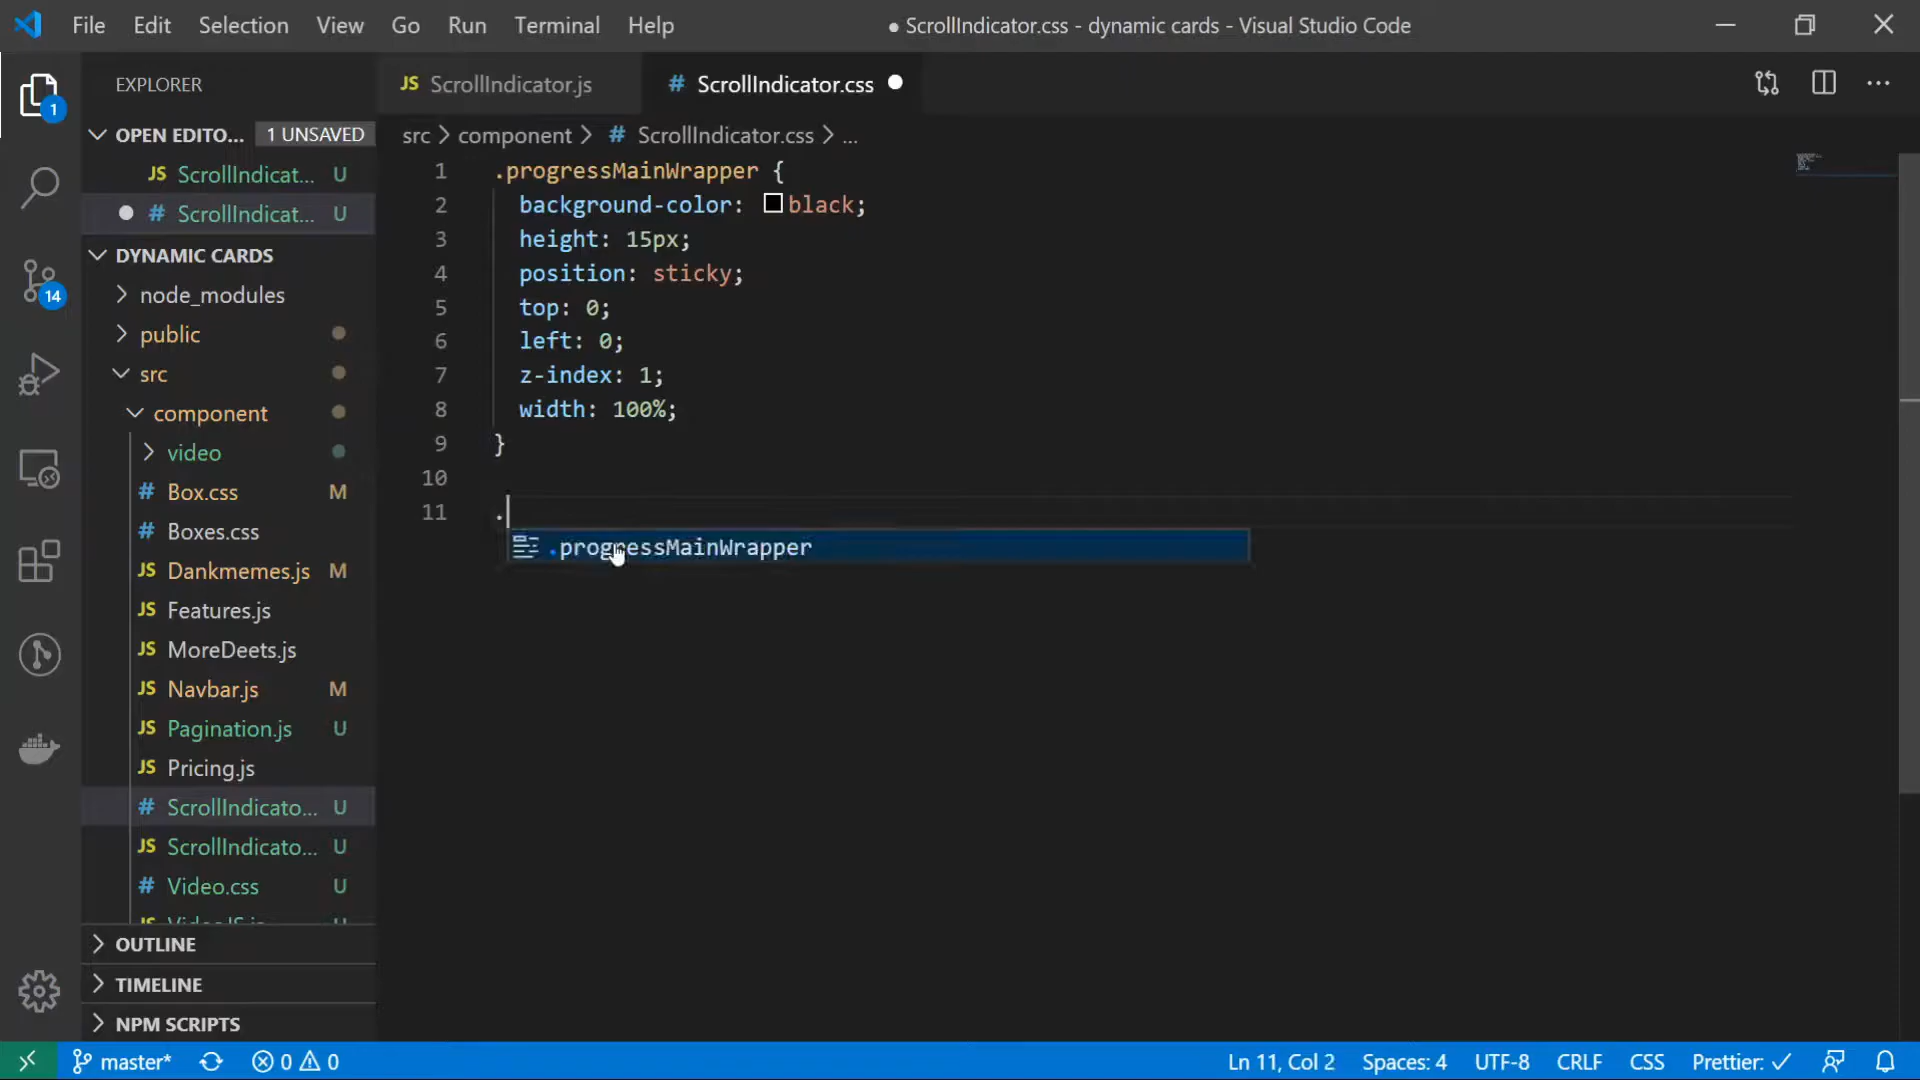 File Edit Selection View Go Run Terminal Help
● ScrollIndicator.css - dynamic cards - Visual Studio Code
1
14
EXPLORER
OPEN EDITO... 1 UNSAVED
JS ScrollIndicat... U
# ScrollIndicat... U
DYNAMIC CARDS
node_modules
public
src
component
video
# Box.css M
# Boxes.css
JS Dankmemes.js M
JS Features.js
JS MoreDeets.js
JS Navbar.js M
JS Pagination.js U
JS Pricing.js
# ScrollIndicato... U
JS ScrollIndicato... U
# Video.css U
OUTLINE
TIMELINE
NPM SCRIPTS
JS ScrollIndicator.js
# ScrollIndicator.css
src > component > # ScrollIndicator.css > ...
1 .progressMainWrapper {
2 background-color: black;
3 height: 15px;
4 position: sticky;
5 top: 0;
6 left: 0;
7 z-index: 1;
8 width: 100%;
9 }
10
11 .
.progressMainWrapper
master* 0 0 Ln 11, Col 2 Spaces: 4 UTF-8 CRLF CSS Prettier: ✓